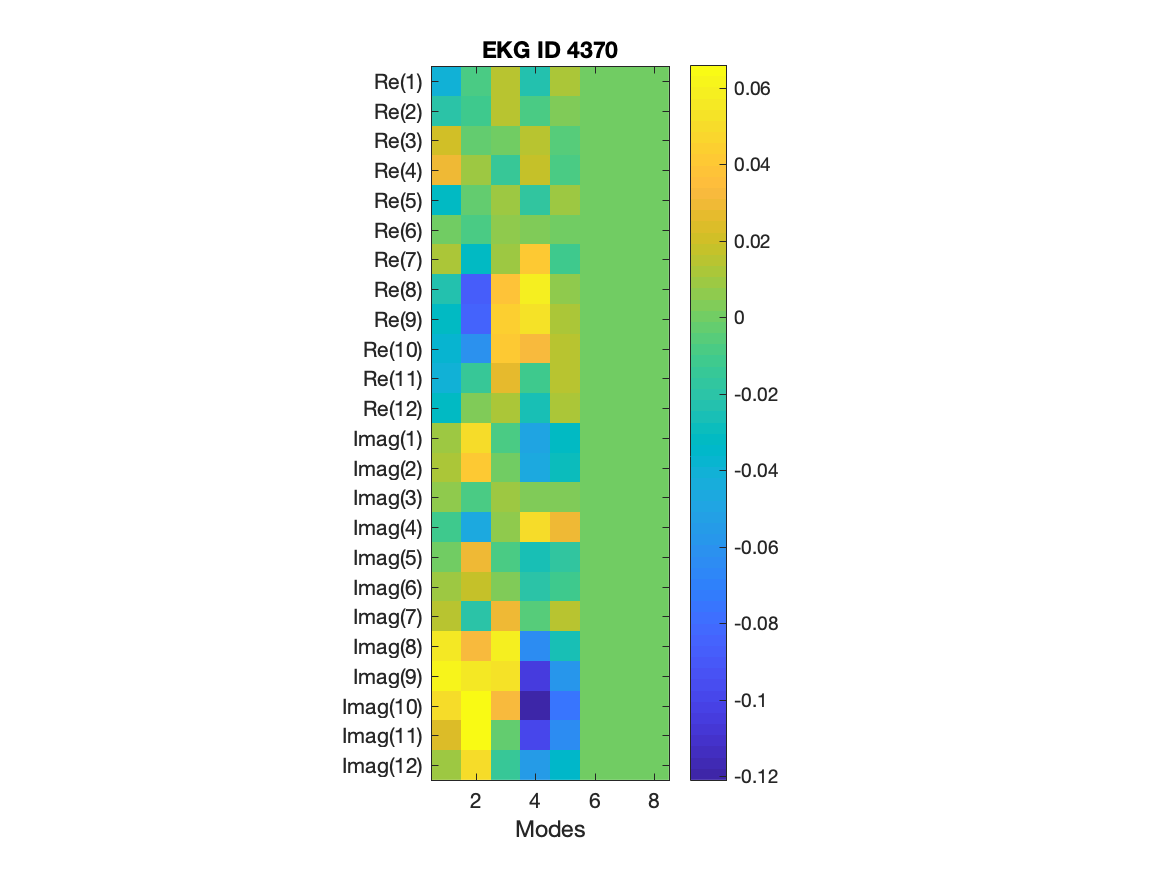 EKG ID 4370
Re(1)
Re(2)
Re(3)
Re(4)
Re(5)
Re(6)
Re(7)
Re(8)
Re(9)
Re(10)
Re(11)
Re(12)
Imag(1)
Imag(2)
Imag(3)
Imag(4)
Imag(5)
Imag(6)
Imag(7)
Imag(8)
Imag(9)
Imag(10)
Imag(11)
Imag(12)
2 4 6 8
Modes
0.06
0.04
0.02
0
-0.02
-0.04
-0.06
-0.08
-0.1
-0.12